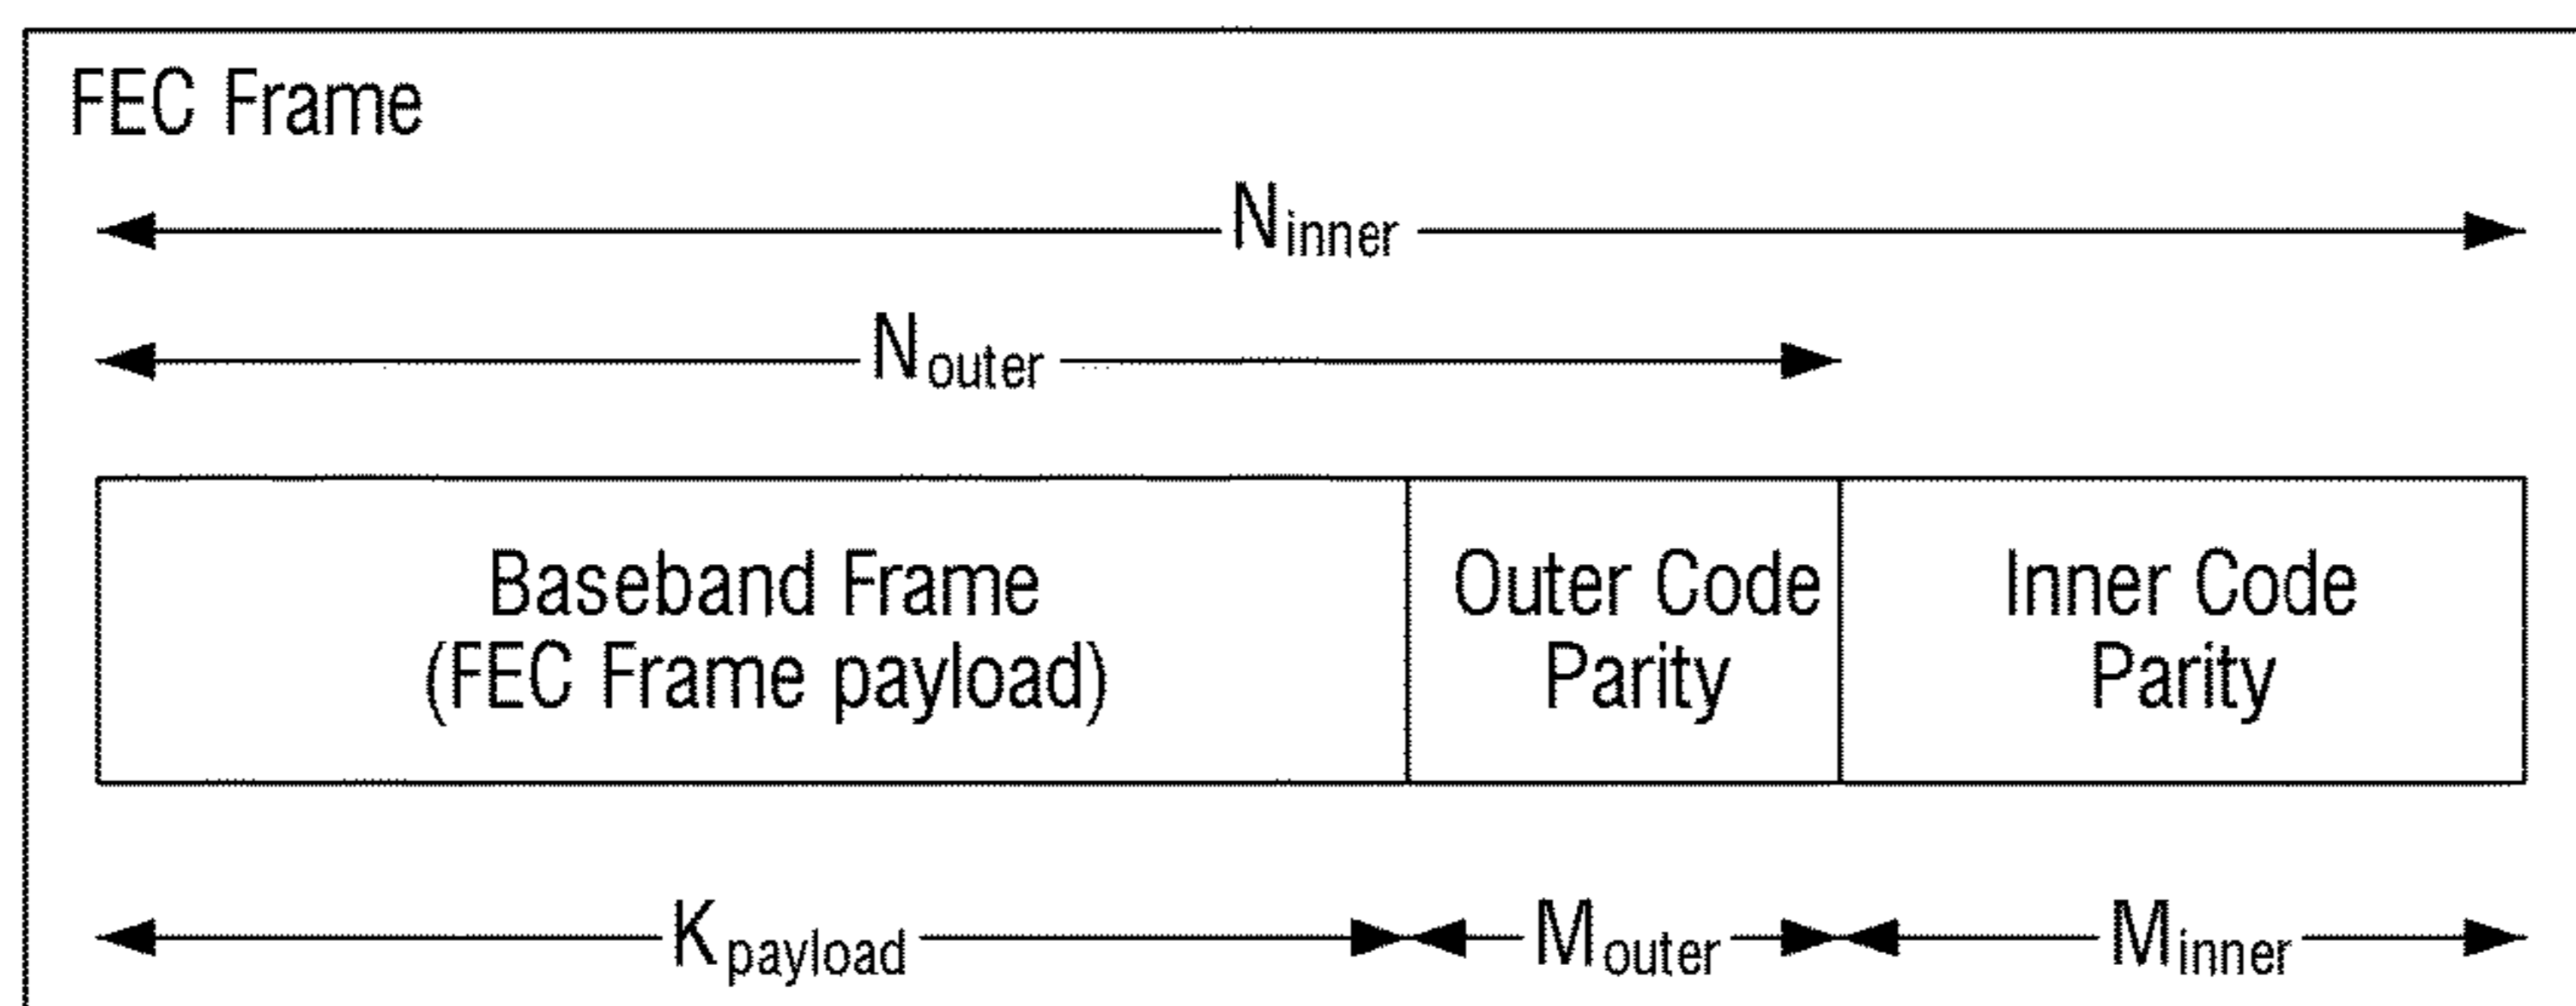 FEC Frame
Ninner
Nouter
Baseband Frame
(FEC Frame payload)
Outer Code
Parity
Inner Code
Parity
Kpayload
Mouter
Minner